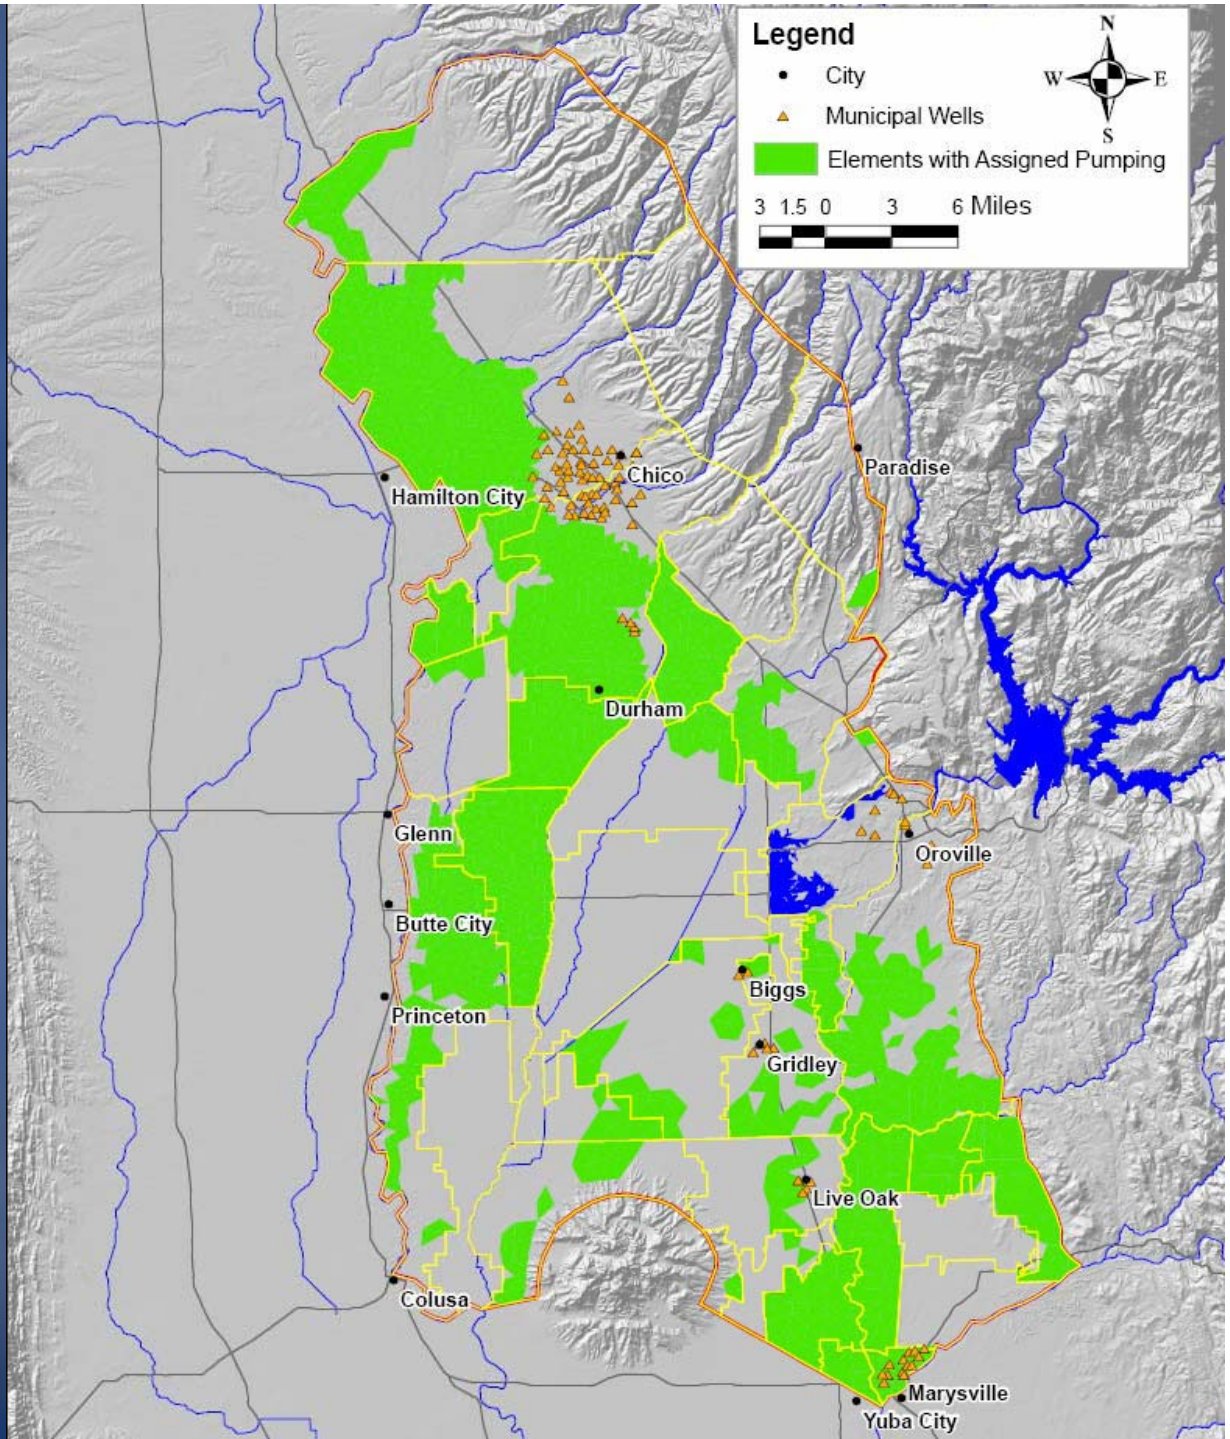 Legend
N
W E
S
City
Municipal Wells
Elements with Assigned Pumping
3 1.5 0 3 6 Miles
Paradise
Chico
Hamilton City
Durham
Glenn
Oroville
Butte City
Biggs
Princeton
Gridley
Live Oak
Colusa
Marysville
Yuba City